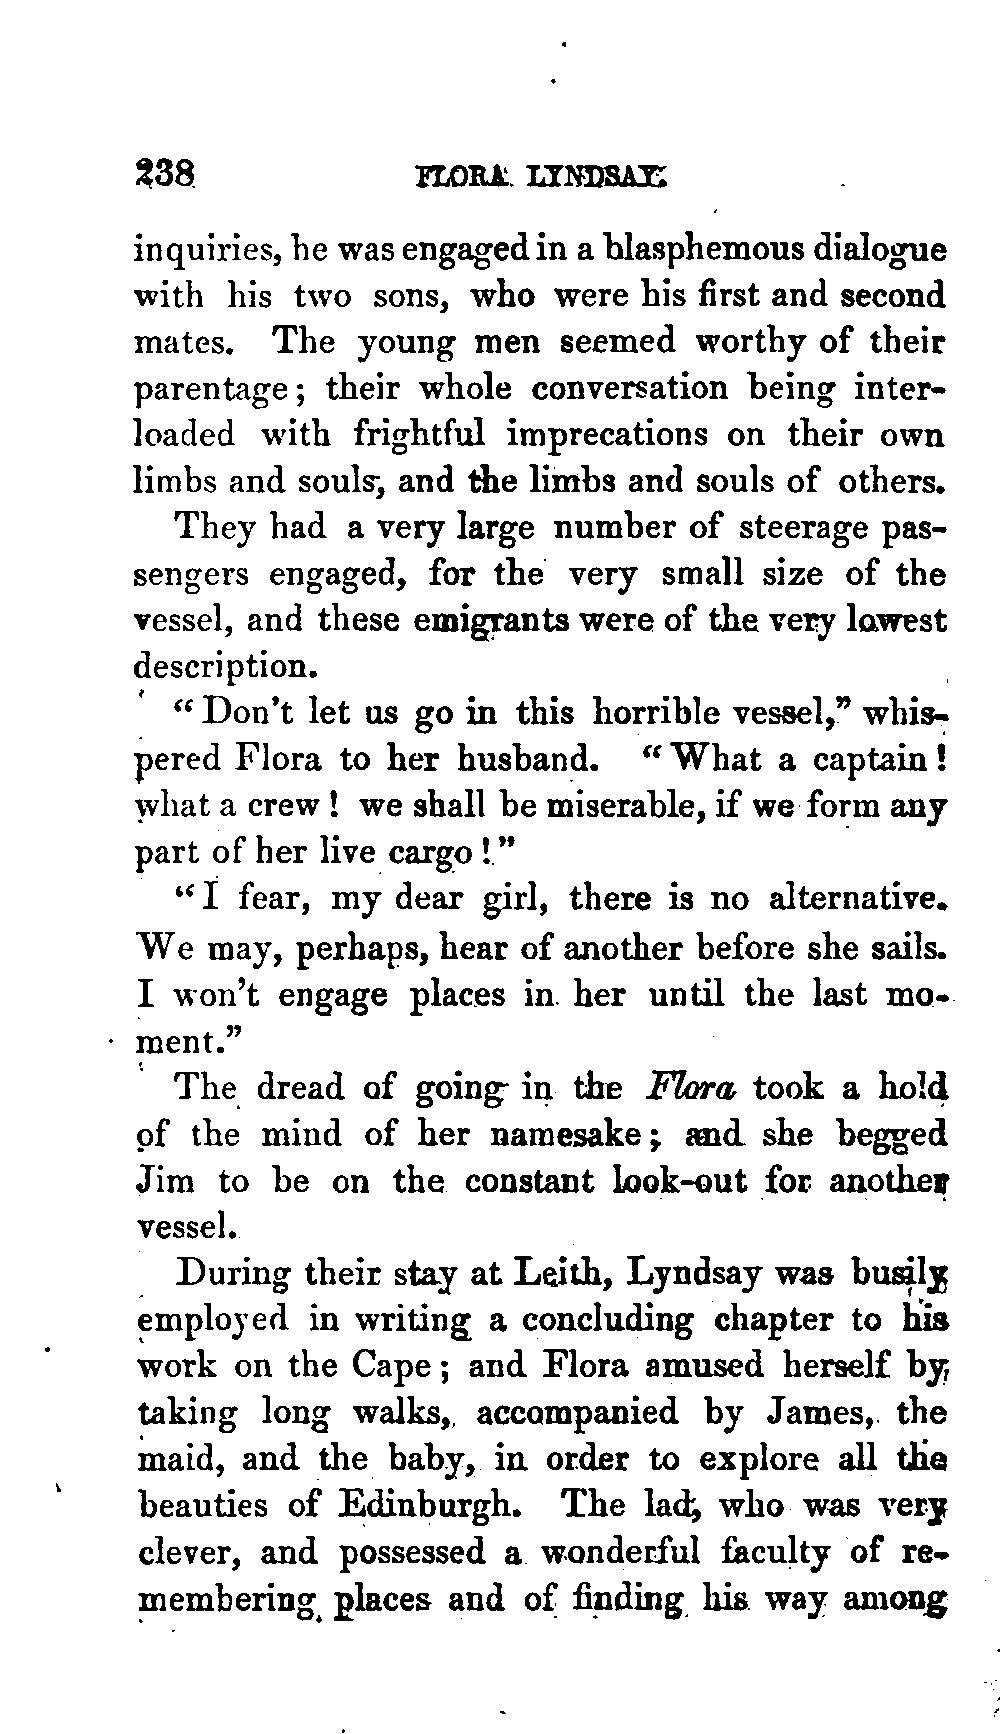 238 FLORA LYNDSAY.
inquiries, he was engaged in a blasphemous dialogue
with his two sons, who were his first and second
mates. The young men seemed worthy of their
parentage; their whole conversation being inter-
loaded with frightful imprecations on their own
limbs and souls, and the limbs and souls of others.
They had a very large number of steerage pas-
sengers engaged, for the very small size of the
vessel, and these emigrants were of the very lowest
description.
“Don’t let us go in this horrible vessel,” whis-
pered Flora to her husband. “What a captain!
what a crew! we shall be miserable, if we form any
part of her live cargo!”
“I fear, my dear girl, there is no alternative.
We may, perhaps, hear of another before she sails.
I won’t engage places in her until the last mo-
ment.”
The dread of going in the Flora took a hold
of the mind of her namesake; and she begged
Jim to be on the constant look-out for another
vessel.
During their stay at Leith, Lyndsay was busily
employed in writing a concluding chapter to his
work on the Cape; and Flora amused herself by
taking long walks, accompanied by James, the
maid, and the baby, in order to explore all the
beauties of Edinburgh. The lad, who was very
clever, and possessed a wonderful faculty of re-
membering places and of finding his way among